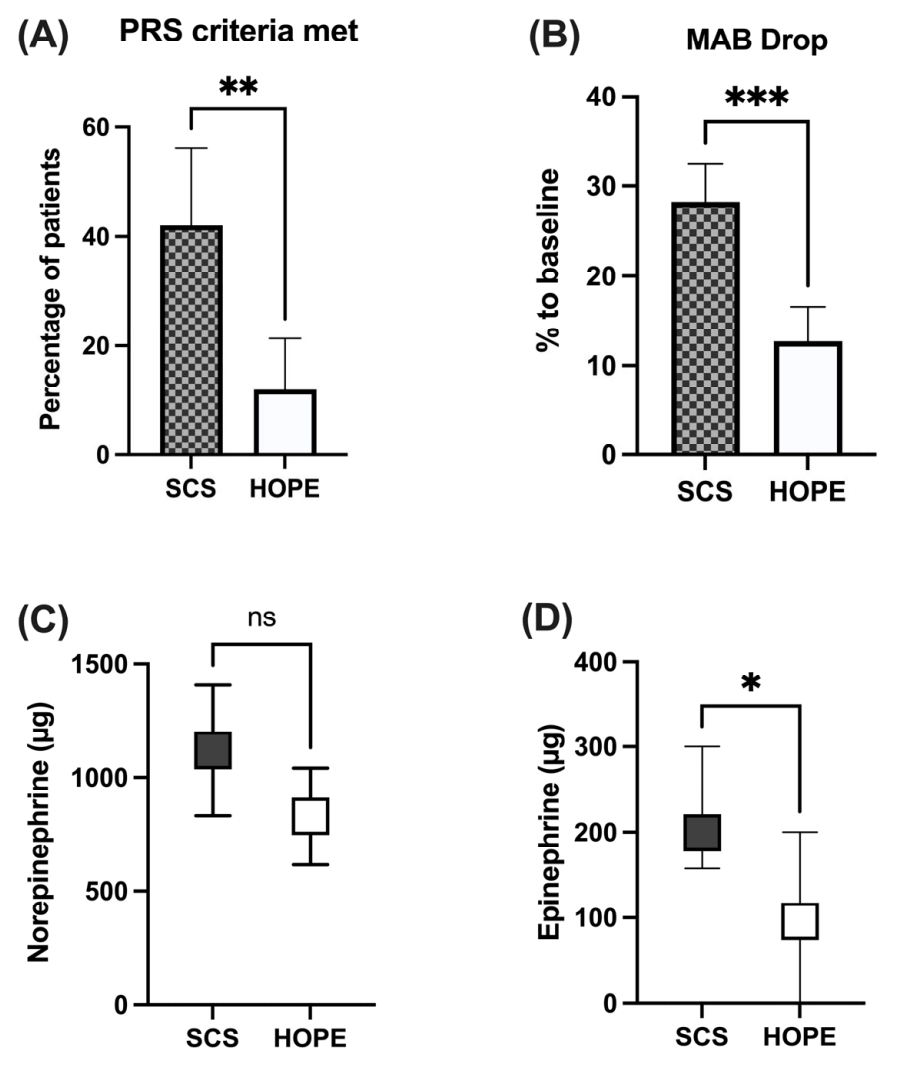 (A) PRS criteria met
**
Percentage of patients
60
40
20
0
SCS HOPE
(B) MAB Drop
***
% to baseline
40
30
20
10
0
SCS HOPE
(C)
ns
Norepinephrine (µg)
1500
1000
500
0
SCS HOPE
(D)
*
Epinephrine (µg)
400
300
200
100
0
SCS HOPE